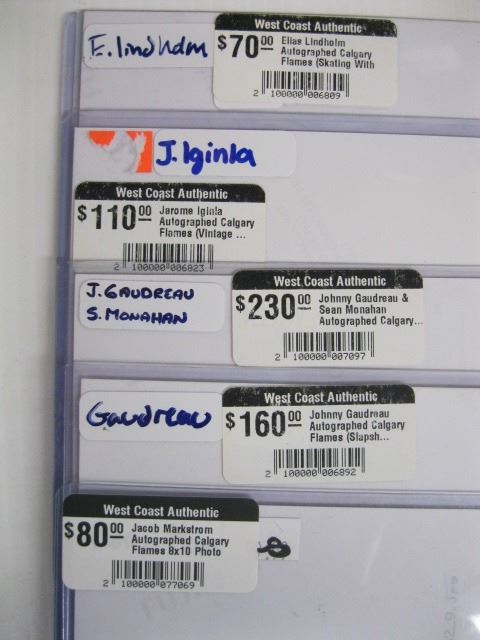 E. lindholm
West Coast Authentic
$70 00 Elias Lindholm
Autographed Calgary
Flames (Skating With
2 100000 006809
J. Iginla
West Coast Authentic
$110 00 Jarome Iginla
Autographed Calgary
Flames (Vintage ...
2 100000 006823
J. GAUDREAU
S. MONAHAN
West Coast Authentic
$230 00 Johnny Gaudreau &
Sean Monahan
Autographed Calgary...
2 100000 007097
Gaudreau
West Coast Authentic
$160 00 Johnny Gaudreau
Autographed Calgary
Flames (Slapsh...
2 100000 006892
West Coast Authentic
$80 00 Jacob Markstrom
Autographed Calgary
Flames 8x10 Photo
2 100000 077069